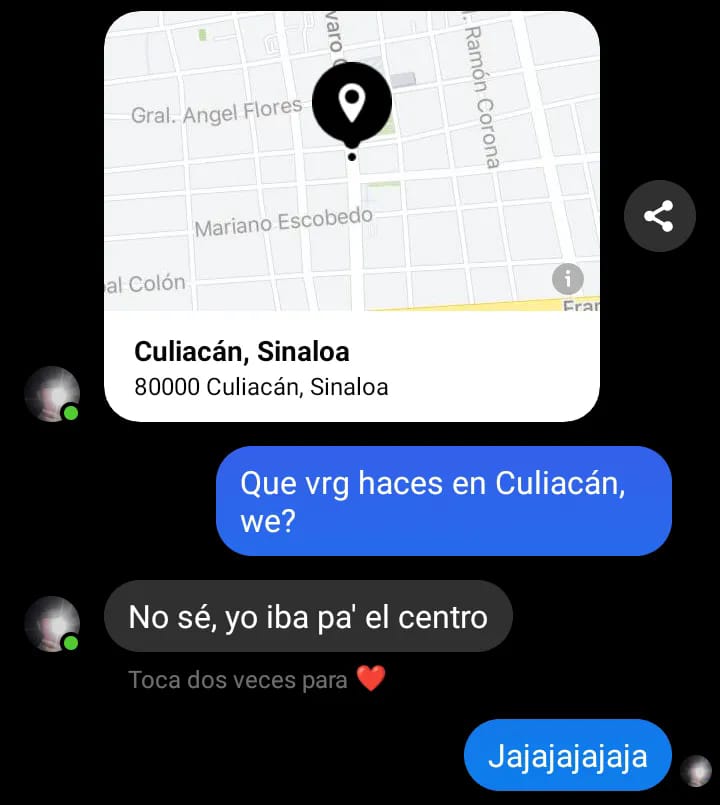 varo
Ramón Corona
Gral. Angel Flores
Mariano Escobedo
al Colón
Fran
Culiacán, Sinaloa
80000 Culiacán, Sinaloa
Que vrg haces en Culiacán,
we?
No sé, yo iba pa' el centro
Toca dos veces para ❤️
Jajajajajaja